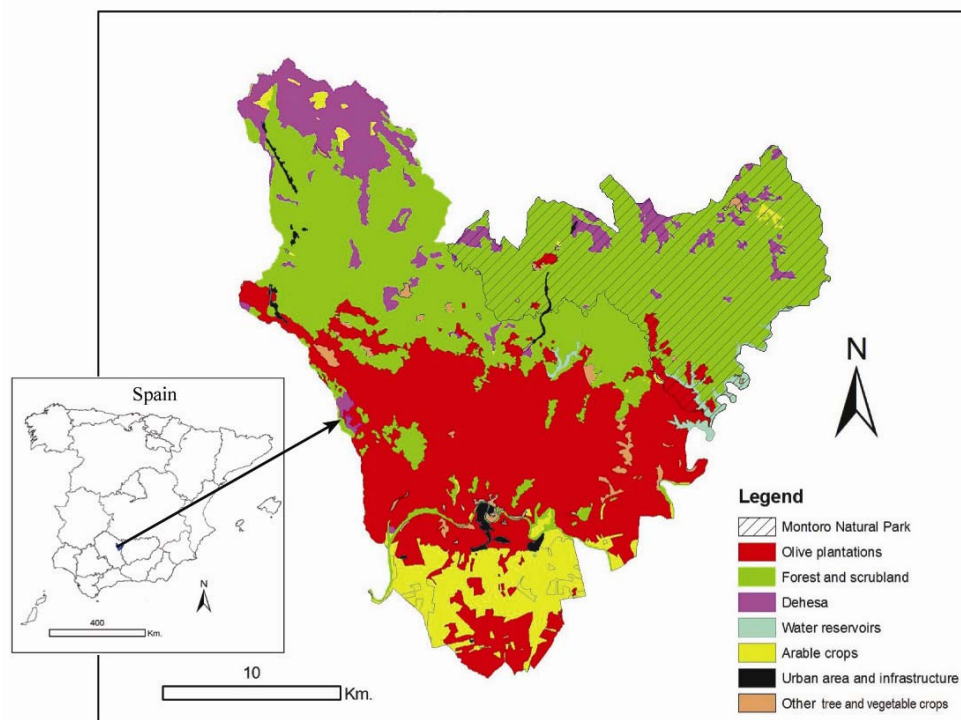 N
Spain
N
400
Km.
10
Km.
Legend
Montoro Natural Park
Olive plantations
Forest and scrubland
Dehesa
Water reservoirs
Arable crops
Urban area and infrastructure
Other tree and vegetable crops